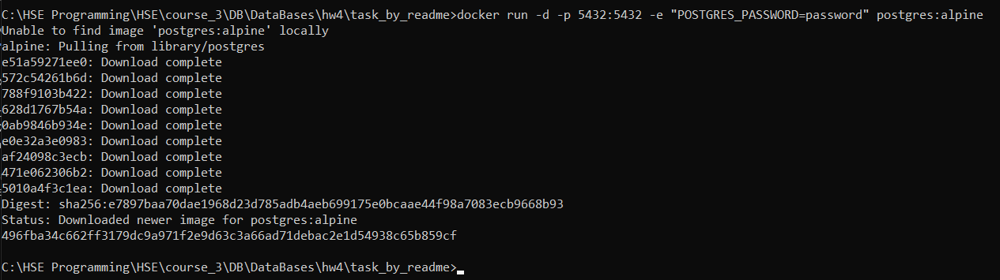 C:\HSE Programming\HSE\course_3\DB\DataBases\hw4\task_by_readme>docker run -d -p 5432:5432 -e "POSTGRES_PASSWORD=password" postgres:alpine
Unable to find image 'postgres:alpine' locally
alpine: Pulling from library/postgres
e51a59271ee0: Download complete
572c54261b6d: Download complete
788f9103b422: Download complete
628d1767b54a: Download complete
0ab9846b934e: Download complete
e0e32a3e0983: Download complete
af24098c3ecb: Download complete
471e062306b2: Download complete
5010a4f3c1ea: Download complete
Digest: sha256:e7897baa70dae1968d23d785adb4aeb699175e0bcaae44f98a7083ecb9668b93
Status: Downloaded newer image for postgres:alpine
496fba34c662ff3179dc9a971f2e9d63c3a66ad71debac2e1d54938c65b859cf
C:\HSE Programming\HSE\course_3\DB\DataBases\hw4\task_by_readme>